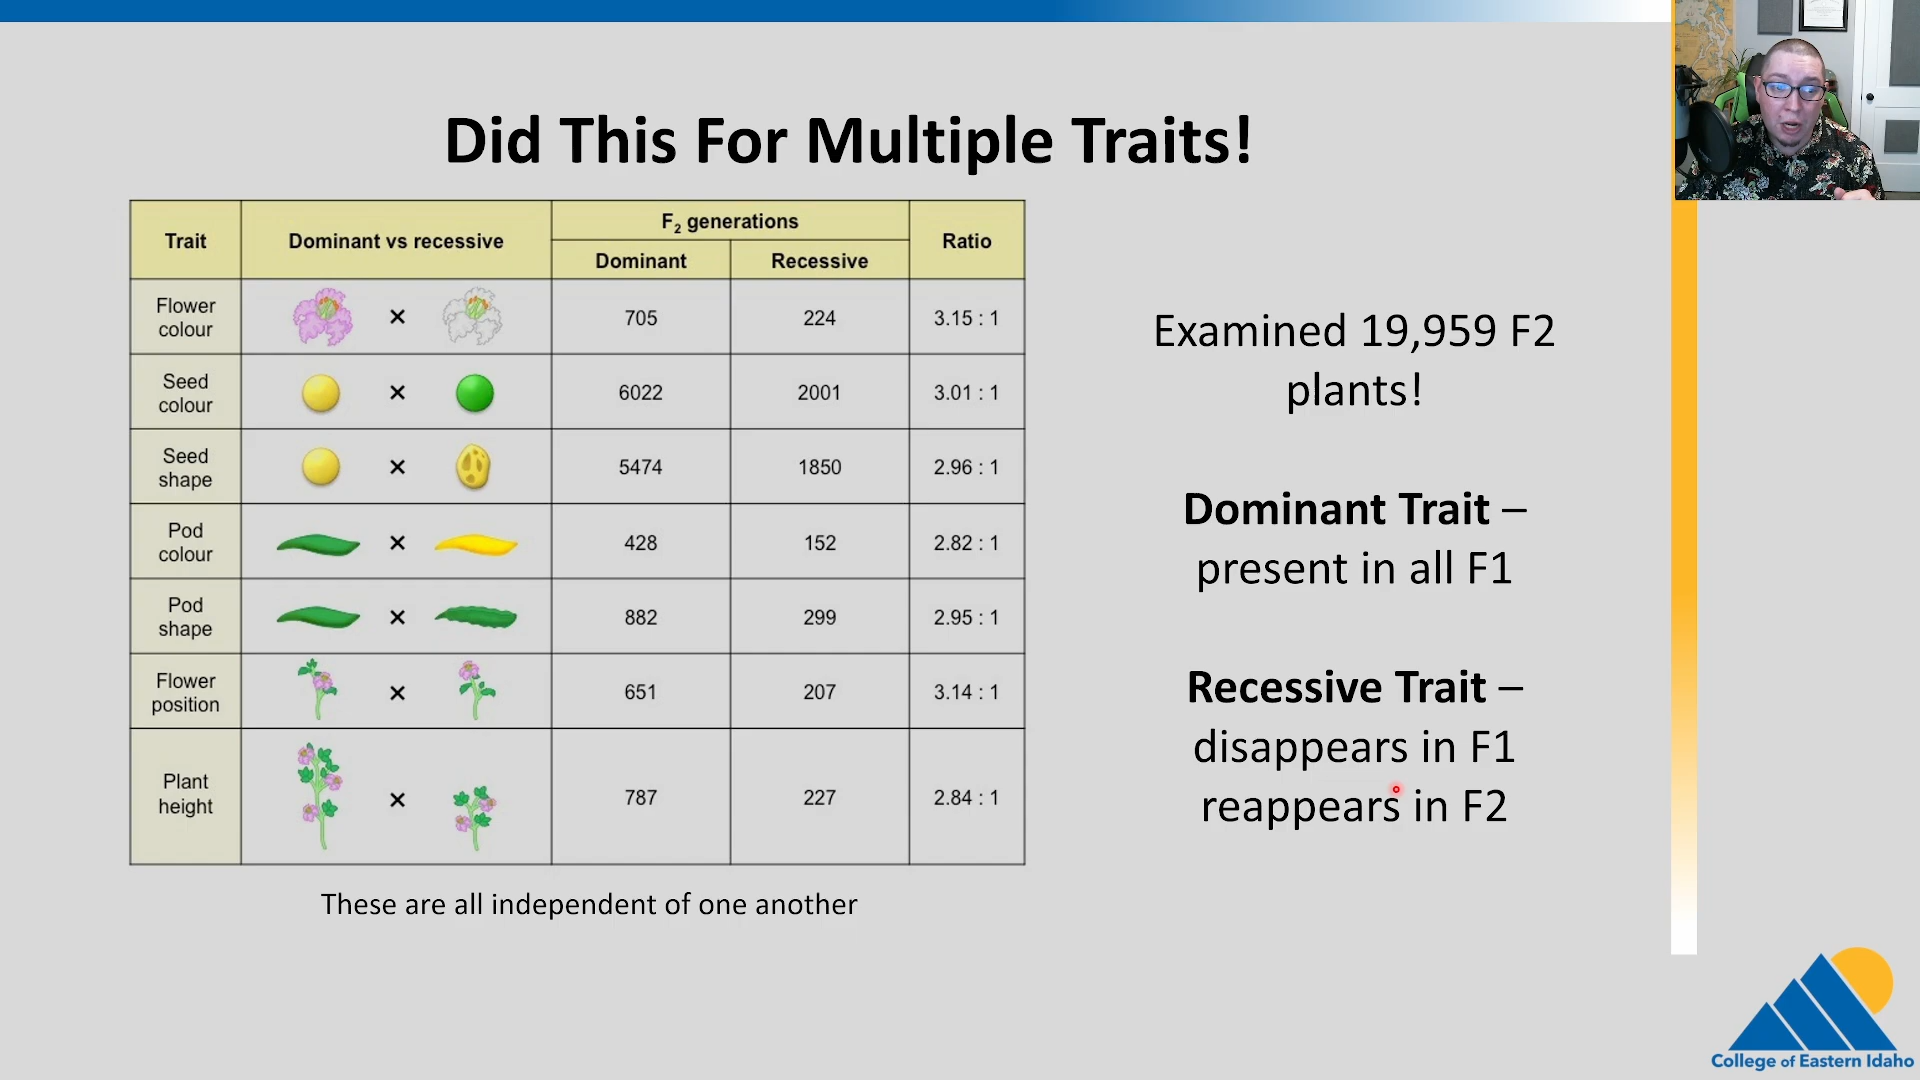 Did This For Multiple Traits!
Trait
Dominant vs recessive
F₂ generations
Ratio
Dominant
Recessive
Flower
colour
×
705
224
3.15 : 1
Seed
colour
×
6022
2001
3.01 : 1
Seed
shape
×
5474
1850
2.96 : 1
Pod
colour
×
428
152
2.82 : 1
Pod
shape
×
882
299
2.95 : 1
Flower
position
×
651
207
3.14 : 1
Plant
height
×
787
227
2.84 : 1
These are all independent of one another
Examined 19,959 F2
plants!
Dominant Trait –
present in all F1
Recessive Trait –
disappears in F1
reappears in F2
College of Eastern Idaho